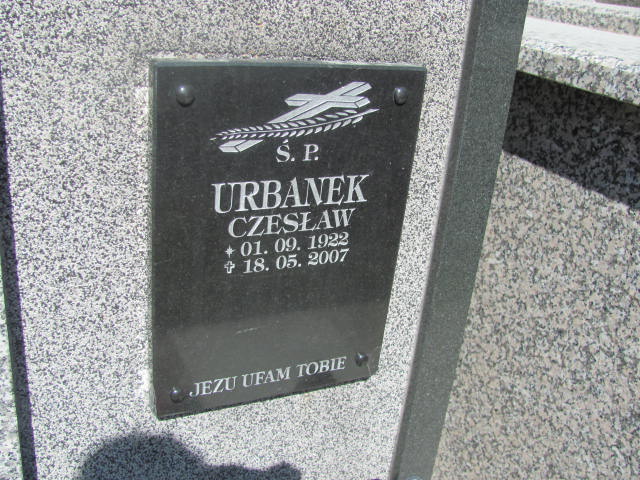 Ś. P.
URBANEK
CZESŁAW
* 01. 09. 1922
✝ 18. 05. 2007
JEZU UFAM TOBIE